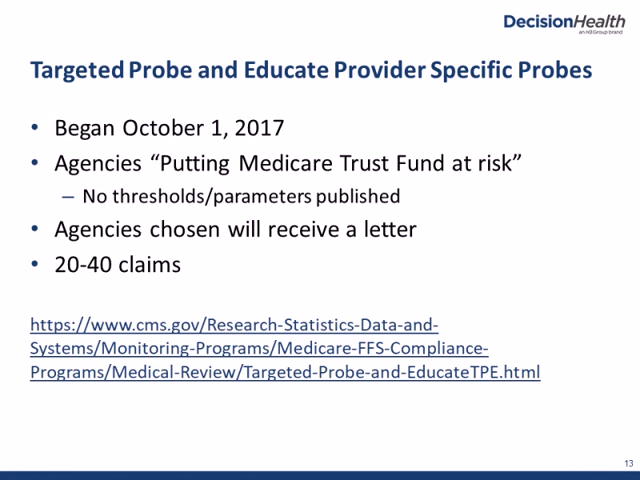 DecisionHealth
an H3 Group brand
Targeted Probe and Educate Provider Specific Probes
• Began October 1, 2017
• Agencies “Putting Medicare Trust Fund at risk”
– No thresholds/parameters published
• Agencies chosen will receive a letter
• 20-40 claims
https://www.cms.gov/Research-Statistics-Data-and-
Systems/Monitoring-Programs/Medicare-FFS-Compliance-
Programs/Medical-Review/Targeted-Probe-and-EducateTPE.html
13